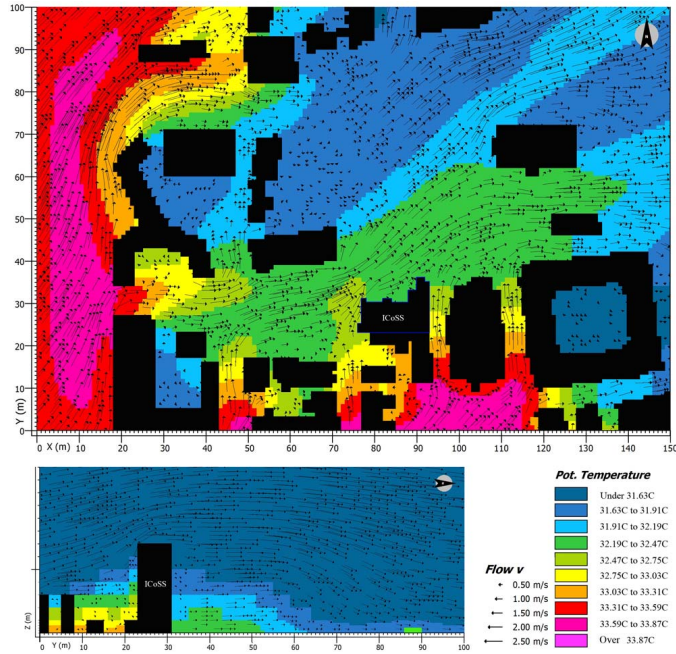 100
90
80
70
60
50
40
30
20
10
0
Y (m)
ICoSS
0 X (m) 10 20 30 40 50 60 70 80 90 100 110 120 130 140 150
N
ICoSS
Z (m)
0 Y (m) 10 20 30 40 50 60 70 80 90 100
Flow v
0.50 m/s
1.00 m/s
1.50 m/s
2.00 m/s
2.50 m/s
Pot. Temperature
Under 31.63C
31.63C to 31.91C
31.91C to 32.19C
32.19C to 32.47C
32.47C to 32.75C
32.75C to 33.03C
33.03C to 33.31C
33.31C to 33.59C
33.59C to 33.87C
Over 33.87C